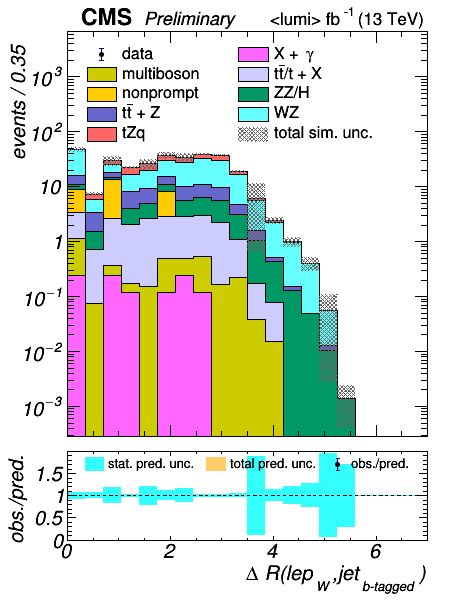 CMS Preliminary <lumi> fb⁻¹ (13 TeV)
events / 0.35
data
multiboson
nonprompt
tt̄ + Z
tZq
X + γ
tt̄/t + X
ZZ/H
WZ
total sim. unc.
10³
10²
10
1
10⁻¹
10⁻²
10⁻³
obs./pred.
stat. pred. unc. total pred. unc. obs./pred.
1.5
1
0.5
0
0 2 4 6
Δ R(lep_W, jet_b-tagged)